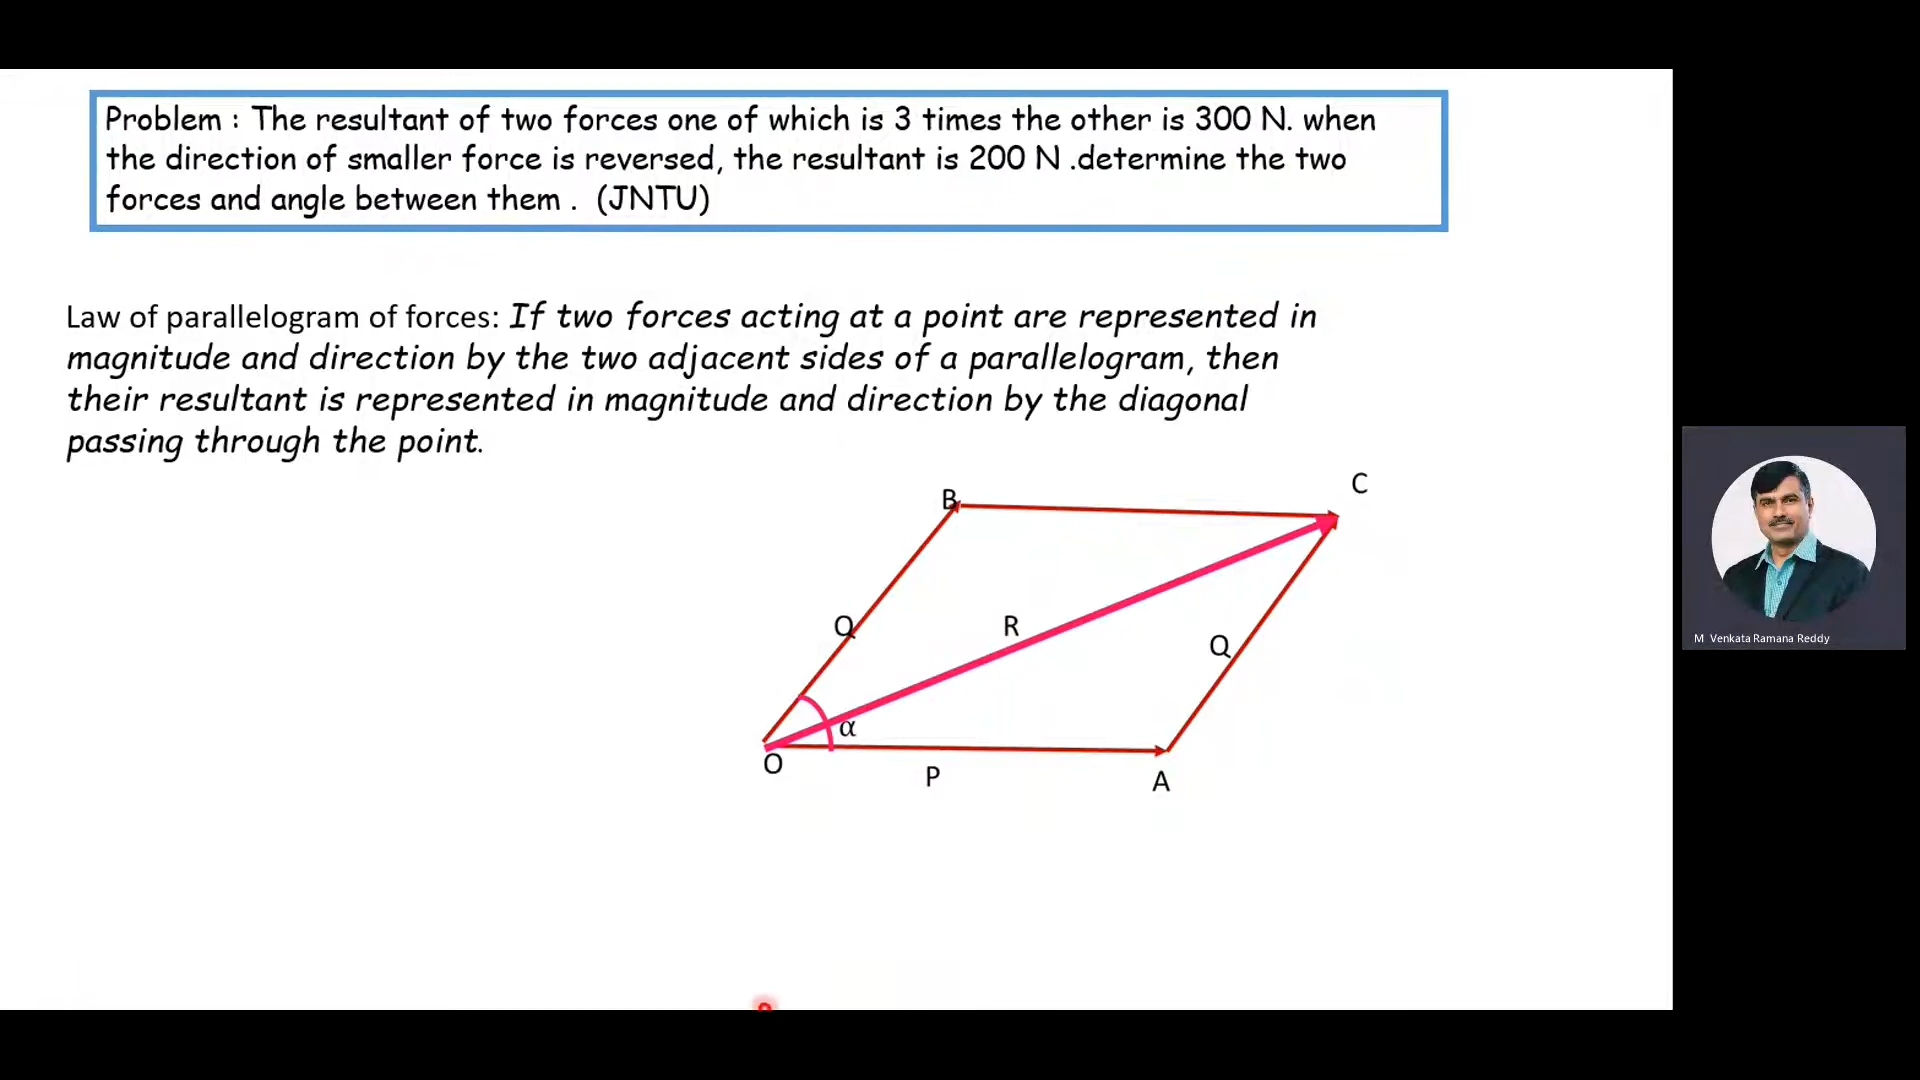 Problem : The resultant of two forces one of which is 3 times the other is 300 N. when
the direction of smaller force is reversed, the resultant is 200 N .determine the two
forces and angle between them . (JNTU)
Law of parallelogram of forces: If two forces acting at a point are represented in
magnitude and direction by the two adjacent sides of a parallelogram, then
their resultant is represented in magnitude and direction by the diagonal
passing through the point.
C
B
Q
R
Q
α
O
P
A
M Venkata Ramana Reddy